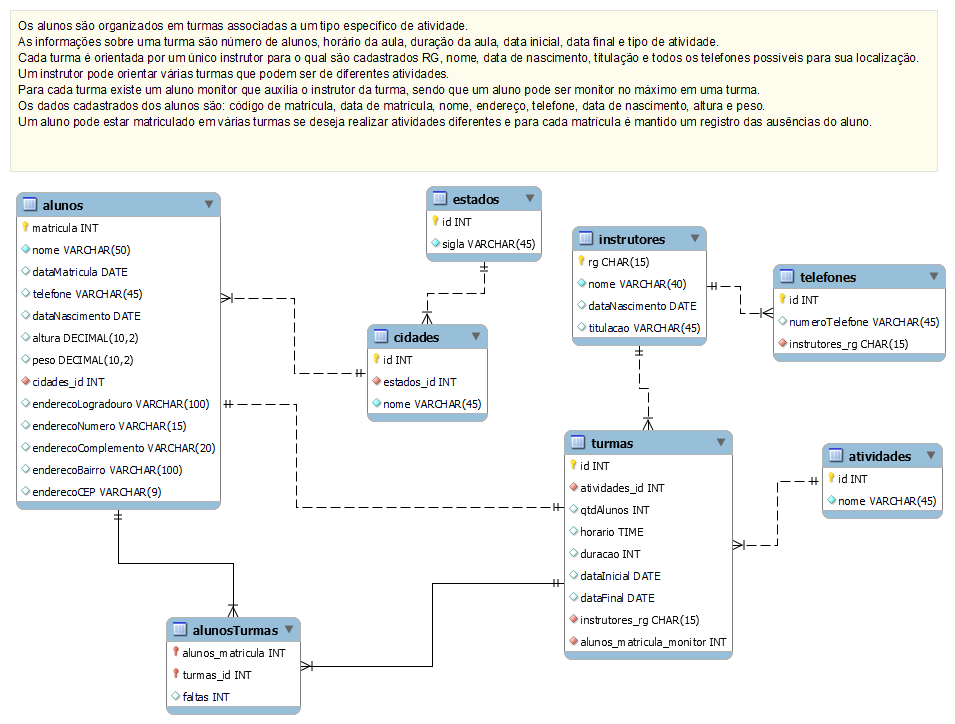 Os alunos são organizados em turmas associadas a um tipo específico de atividade.
As informações sobre uma turma são número de alunos, horário da aula, duração da aula, data inicial, data final e tipo de atividade.
Cada turma é orientada por um único instrutor para o qual são cadastrados RG, nome, data de nascimento, titulação e todos os telefones possíveis para sua localização.
Um instrutor pode orientar várias turmas que podem ser de diferentes atividades.
Para cada turma existe um aluno monitor que auxilia o instrutor da turma, sendo que um aluno pode ser monitor no máximo em uma turma.
Os dados cadastrados dos alunos são: código de matrícula, data de matrícula, nome, endereço, telefone, data de nascimento, altura e peso.
Um aluno pode estar matriculado em várias turmas se deseja realizar atividades diferentes e para cada matrícula é mantido um registro das ausências do aluno.
alunos
matricula INT
nome VARCHAR(50)
dataMatricula DATE
telefone VARCHAR(45)
dataNascimento DATE
altura DECIMAL(10,2)
peso DECIMAL(10,2)
cidades_id INT
enderecoLogradouro VARCHAR(100)
enderecoNumero VARCHAR(15)
enderecoComplemento VARCHAR(20)
enderecoBairro VARCHAR(100)
enderecoCEP VARCHAR(9)
estados
id INT
sigla VARCHAR(45)
cidades
id INT
estados_id INT
nome VARCHAR(45)
instrutores
rg CHAR(15)
nome VARCHAR(40)
dataNascimento DATE
titulacao VARCHAR(45)
telefones
id INT
numeroTelefone VARCHAR(45)
instrutores_rg CHAR(15)
turmas
id INT
atividades_id INT
qtdAlunos INT
horario TIME
duracao INT
dataInicial DATE
dataFinal DATE
instrutores_rg CHAR(15)
alunos_matricula_monitor INT
atividades
id INT
nome VARCHAR(45)
alunosTurmas
alunos_matricula INT
turmas_id INT
faltas INT